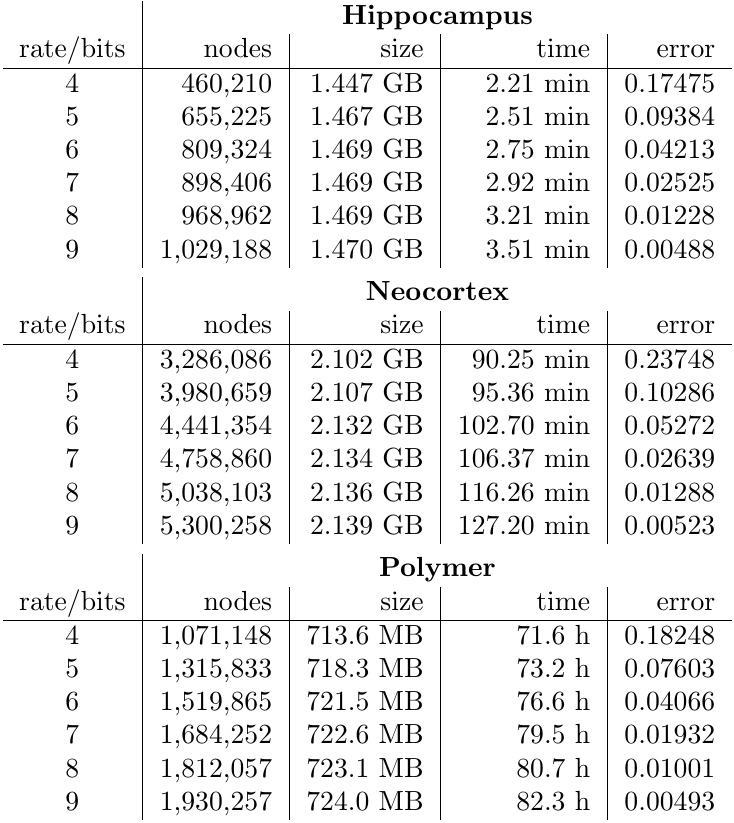 Hippocampus
rate/bits nodes size time error
4 460,210 1.447 GB 2.21 min 0.17475
5 655,225 1.467 GB 2.51 min 0.09384
6 809,324 1.469 GB 2.75 min 0.04213
7 898,406 1.469 GB 2.92 min 0.02525
8 968,962 1.469 GB 3.21 min 0.01228
9 1,029,188 1.470 GB 3.51 min 0.00488
Neocortex
rate/bits nodes size time error
4 3,286,086 2.102 GB 90.25 min 0.23748
5 3,980,659 2.107 GB 95.36 min 0.10286
6 4,441,354 2.132 GB 102.70 min 0.05272
7 4,758,860 2.134 GB 106.37 min 0.02639
8 5,038,103 2.136 GB 116.26 min 0.01288
9 5,300,258 2.139 GB 127.20 min 0.00523
Polymer
rate/bits nodes size time error
4 1,071,148 713.6 MB 71.6 h 0.18248
5 1,315,833 718.3 MB 73.2 h 0.07603
6 1,519,865 721.5 MB 76.6 h 0.04066
7 1,684,252 722.6 MB 79.5 h 0.01932
8 1,812,057 723.1 MB 80.7 h 0.01001
9 1,930,257 724.0 MB 82.3 h 0.00493